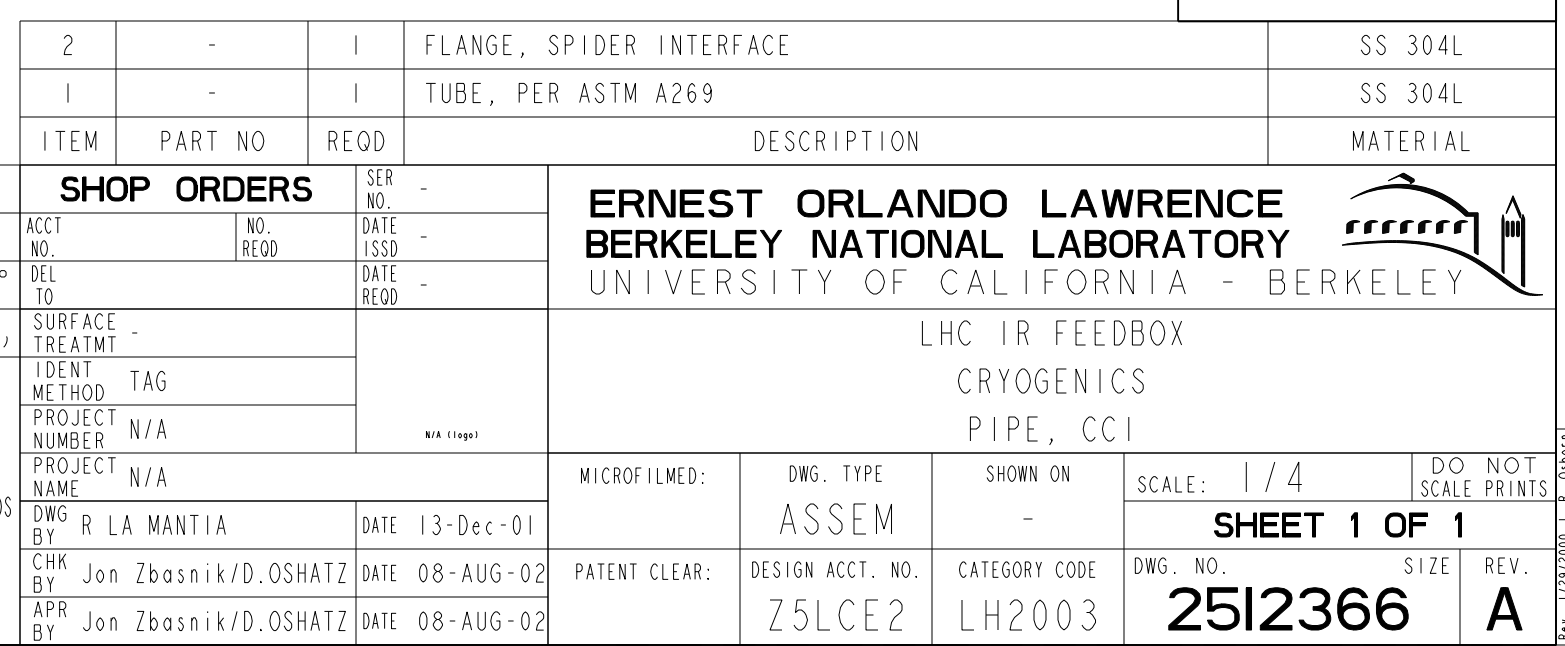 2 - 1 FLANGE, SPIDER INTERFACE SS 304L
1 - 1 TUBE, PER ASTM A269 SS 304L
ITEM PART NO REQD DESCRIPTION MATERIAL
SHOP ORDERS
SER NO. -
ACCT NO.
NO. REQD
DATE ISSD -
DEL TO
DATE REQD -
ERNEST ORLANDO LAWRENCE
BERKELEY NATIONAL LABORATORY
UNIVERSITY OF CALIFORNIA - BERKELEY
SURFACE TREATMT -
IDENT METHOD TAG
PROJECT NUMBER N/A
N/A (logo)
PROJECT NAME N/A
LHC IR FEEDBOX
CRYOGENICS
PIPE, CC1
DWG BY R LA MANTIA DATE 13-Dec-01
CHK BY Jon Zbasnik/D.OSHATZ DATE 08-AUG-02
APR BY Jon Zbasnik/D.OSHATZ DATE 08-AUG-02
MICROFILMED:
DWG. TYPE
ASSEM
SHOWN ON
-
SCALE: 1/4
DO NOT
SCALE PRINTS
SHEET 1 OF 1
PATENT CLEAR:
DESIGN ACCT. NO.
Z5LCE2
CATEGORY CODE
LH2003
DWG. NO. SIZE
25I2366
REV.
A